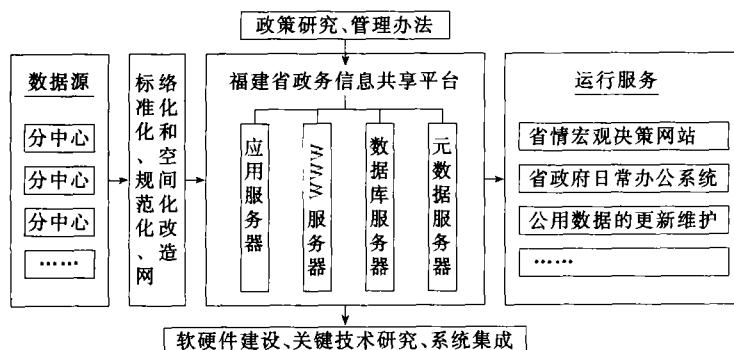 政策研究、管理办法
数据源
分中心
分中心
分中心
……
标准化、规范化、网
络化和空间化改造
福建省政务信息共享平台
应用服务器
WWW服务器
数据库服务器
元数据服务器
运行服务
省情宏观决策网站
省政府日常办公系统
公用数据的更新维护
……
软硬件建设、关键技术研究、系统集成